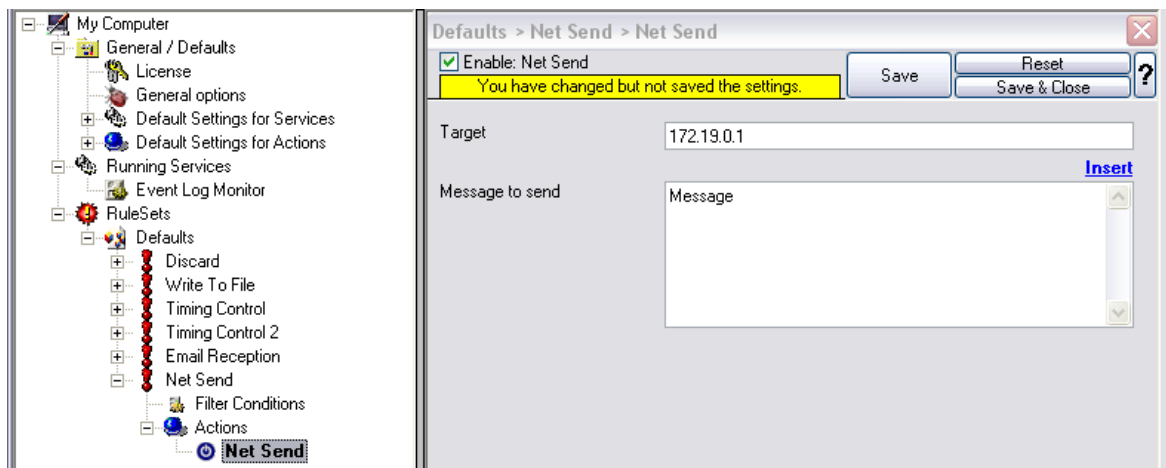 My Computer
General / Defaults
License
General options
Default Settings for Services
Default Settings for Actions
Running Services
Event Log Monitor
RuleSets
Defaults
Discard
Write To File
Timing Control
Timing Control 2
Email Reception
Net Send
Filter Conditions
Actions
Net Send
Defaults > Net Send > Net Send
Enable: Net Send
You have changed but not saved the settings.
Save
Reset
Save & Close
?
Target
172.19.0.1
Insert
Message to send
Message